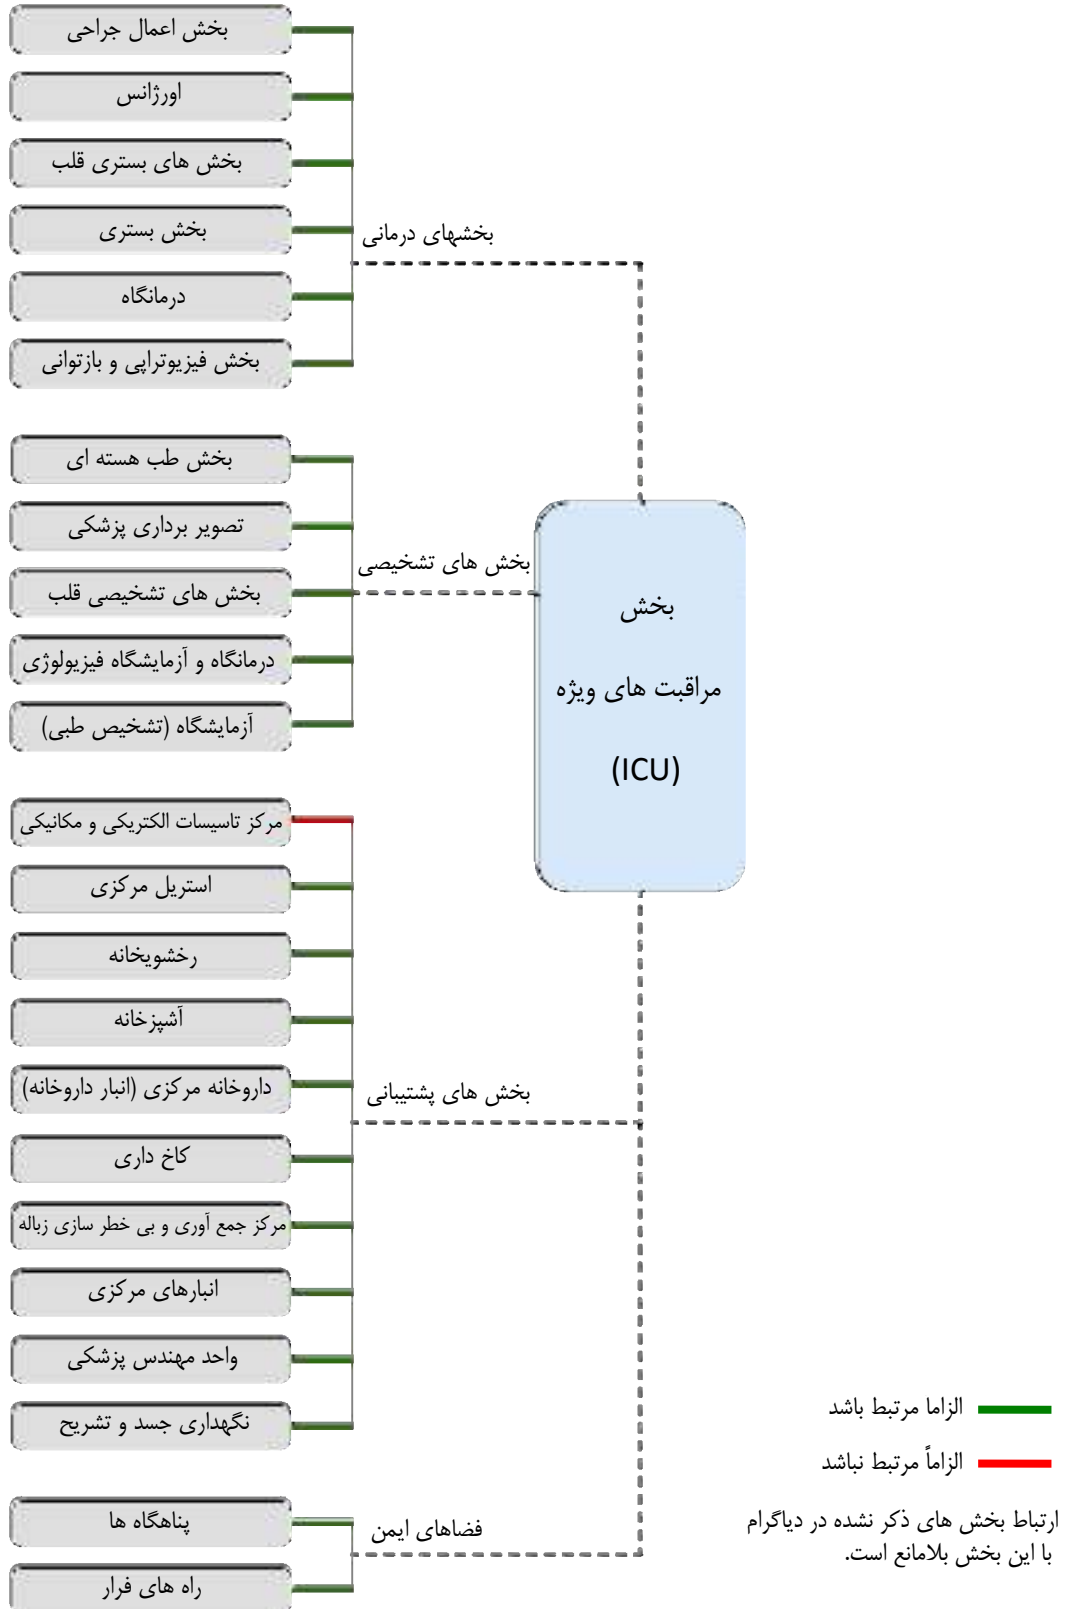 بخش اعمال جراحی
اورژانس
بخش های بستری قلب
بخش بستری
درمانگاه
بخش فیزیوتراپی و بازتوانی
بخشهای درمانی
بخش طب هسته ای
تصویر برداری پزشکی
بخش های تشخیصی قلب
درمانگاه و آزمایشگاه فیزیولوژی
آزمایشگاه (تشخیص طبی)
بخش های تشخیصی
بخش
مراقبت های ویژه
(ICU)
مرکز تاسیسات الکتریکی و مکانیکی
استریل مرکزی
رخشویخانه
آشپزخانه
داروخانه مرکزی (انبار داروخانه)
کاخ داری
مرکز جمع آوری و بی خطر سازی زباله
انبارهای مرکزی
واحد مهندس پزشکی
نگهداری جسد و تشریح
بخش های پشتیبانی
پناهگاه ها
راه های فرار
فضاهای ایمن
الزاما مرتبط باشد
الزاماً مرتبط نباشد
ارتباط بخش های ذکر نشده در دیاگرام
با این بخش بلامانع است.